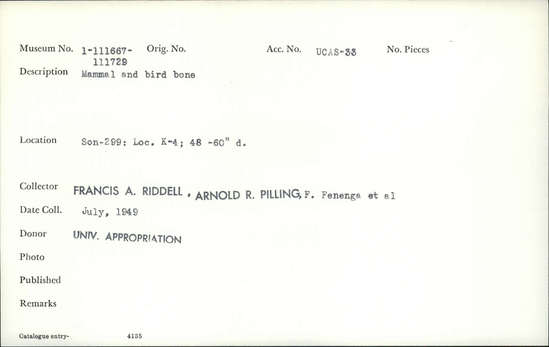 Museum No. 1-111667- Orig. No. Acc. No. UCAS-33 No. Pieces
111729
Description Mammal and bird bone
Location Son-299: Loc. K-4; 48 -60" d.
Collector FRANCIS A. RIDDELL, ARNOLD R. PILLING, F. Fenenga et al
Date Coll. July, 1949
Donor UNIV. APPROPRIATION
Photo
Published
Remarks
Catalogue entry- 4135